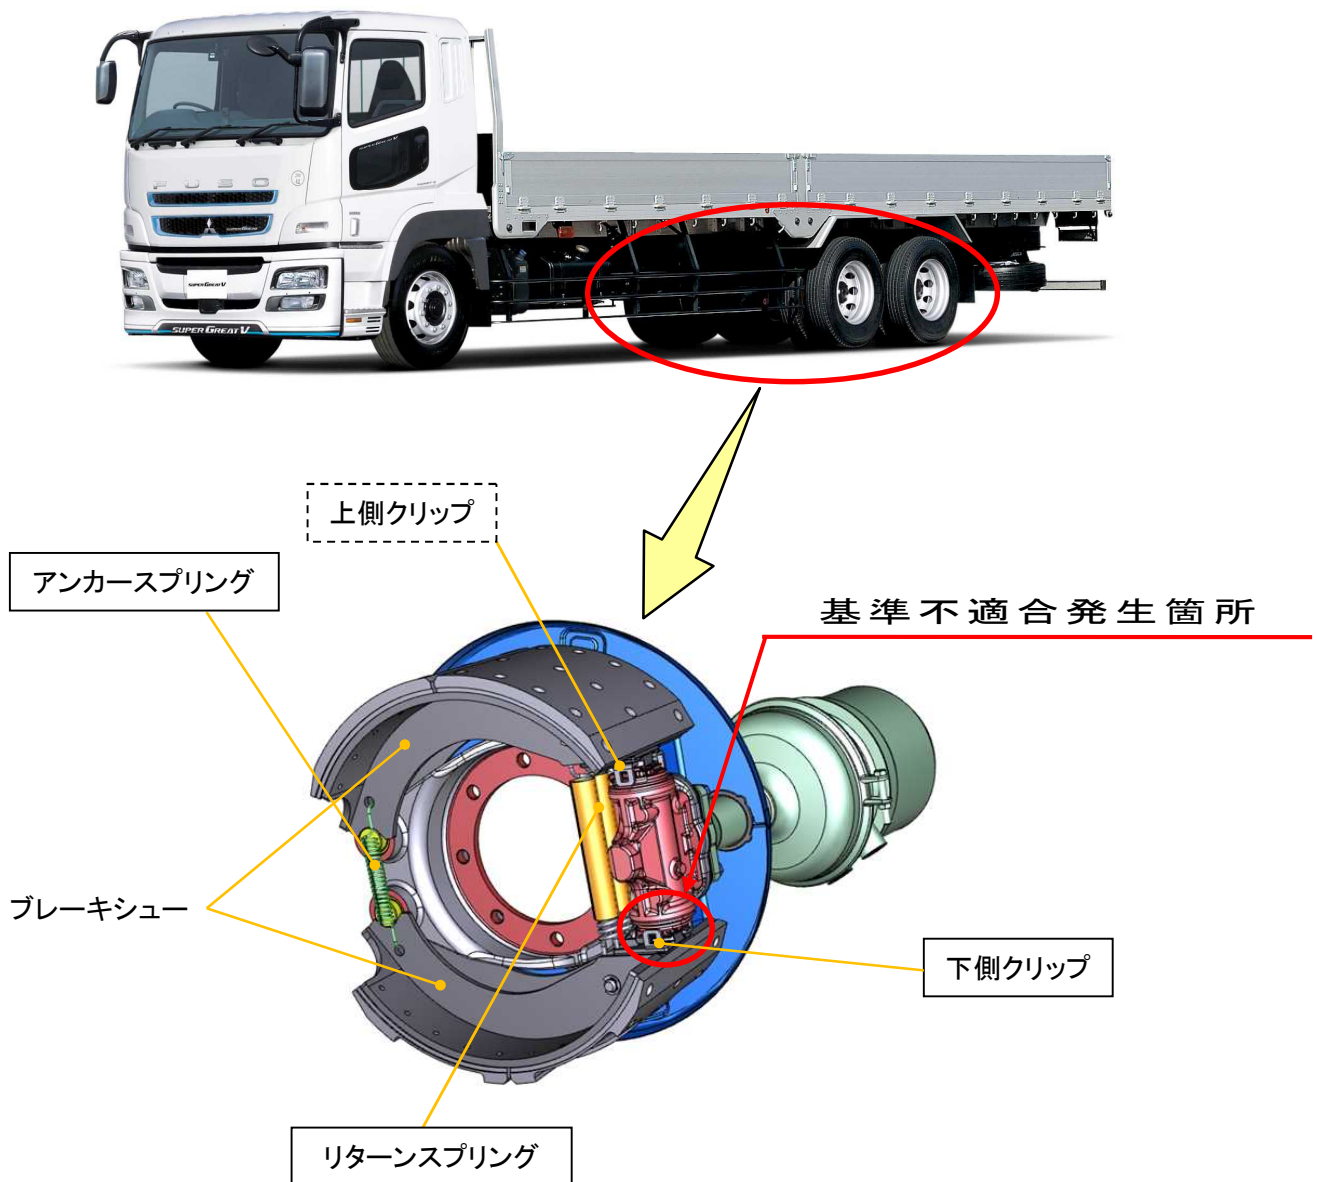 FUSO
SUPER GREAT V
SUPER GREAT V
上側クリップ
アンカースプリング
基準不適合発生箇所
ブレーキシュー
下側クリップ
リターンスプリング